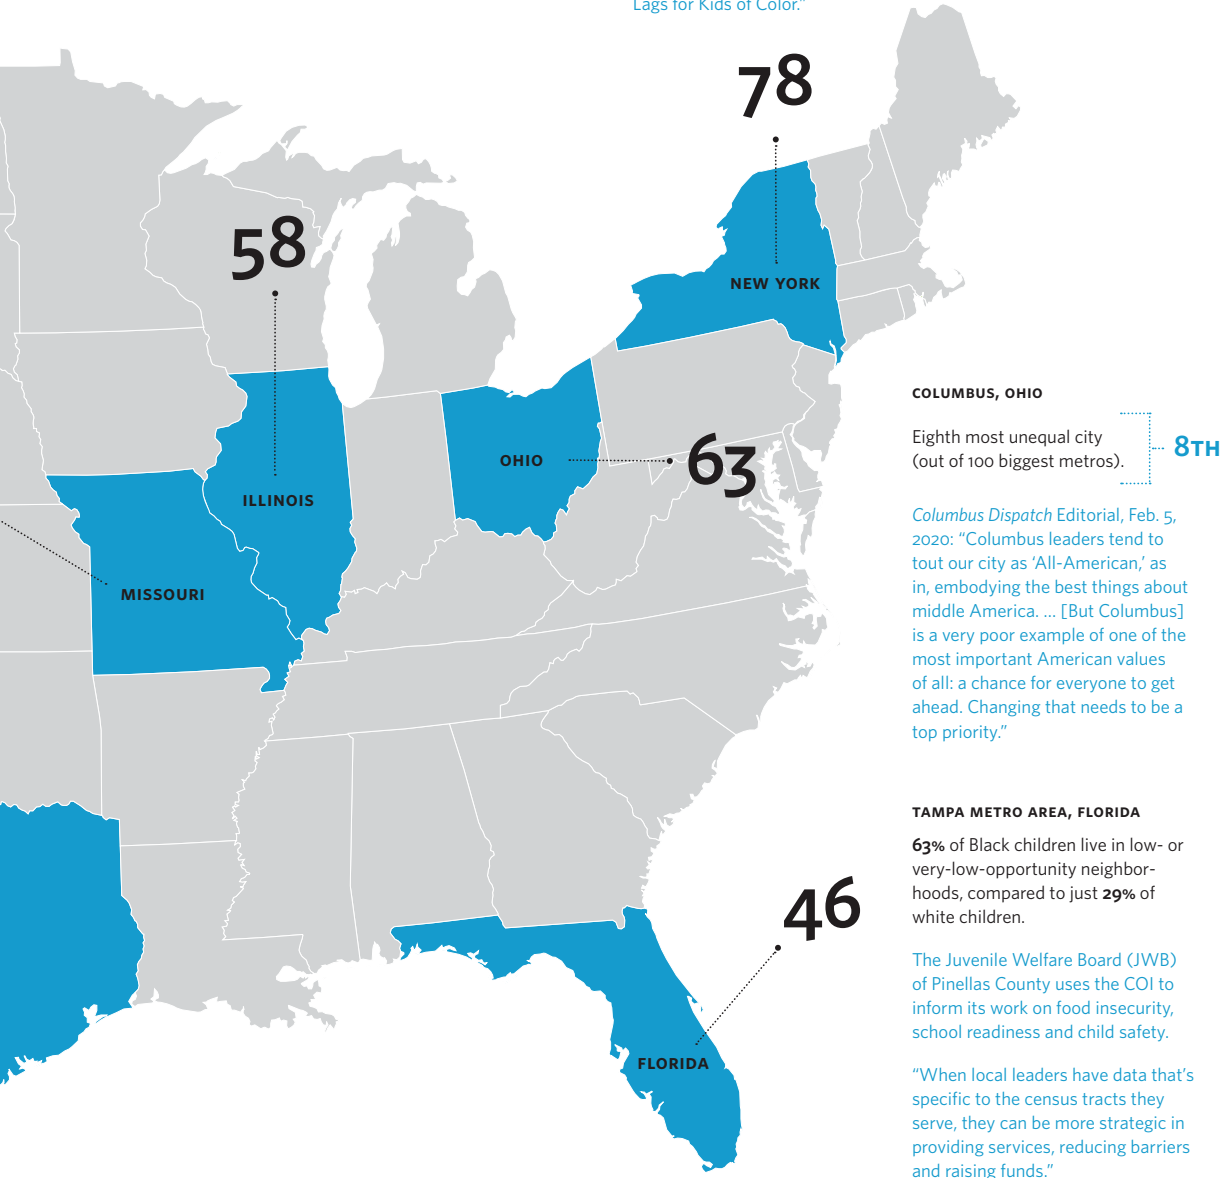 Lags for Kids of Color.”
78
58
NEW YORK
OHIO
63
ILLINOIS
MISSOURI
46
FLORIDA
COLUMBUS, OHIO
Eighth most unequal city
(out of 100 biggest metros).
8TH
Columbus Dispatch Editorial, Feb. 5,
2020: “Columbus leaders tend to
tout our city as ‘All-American,’ as
in, embodying the best things about
middle America. ... [But Columbus]
is a very poor example of one of the
most important American values
of all: a chance for everyone to get
ahead. Changing that needs to be a
top priority.”
TAMPA METRO AREA, FLORIDA
63% of Black children live in low- or
very-low-opportunity neighbor-
hoods, compared to just 29% of
white children.
The Juvenile Welfare Board (JWB)
of Pinellas County uses the COI to
inform its work on food insecurity,
school readiness and child safety.
“When local leaders have data that’s
specific to the census tracts they
serve, they can be more strategic in
providing services, reducing barriers
and raising funds.”